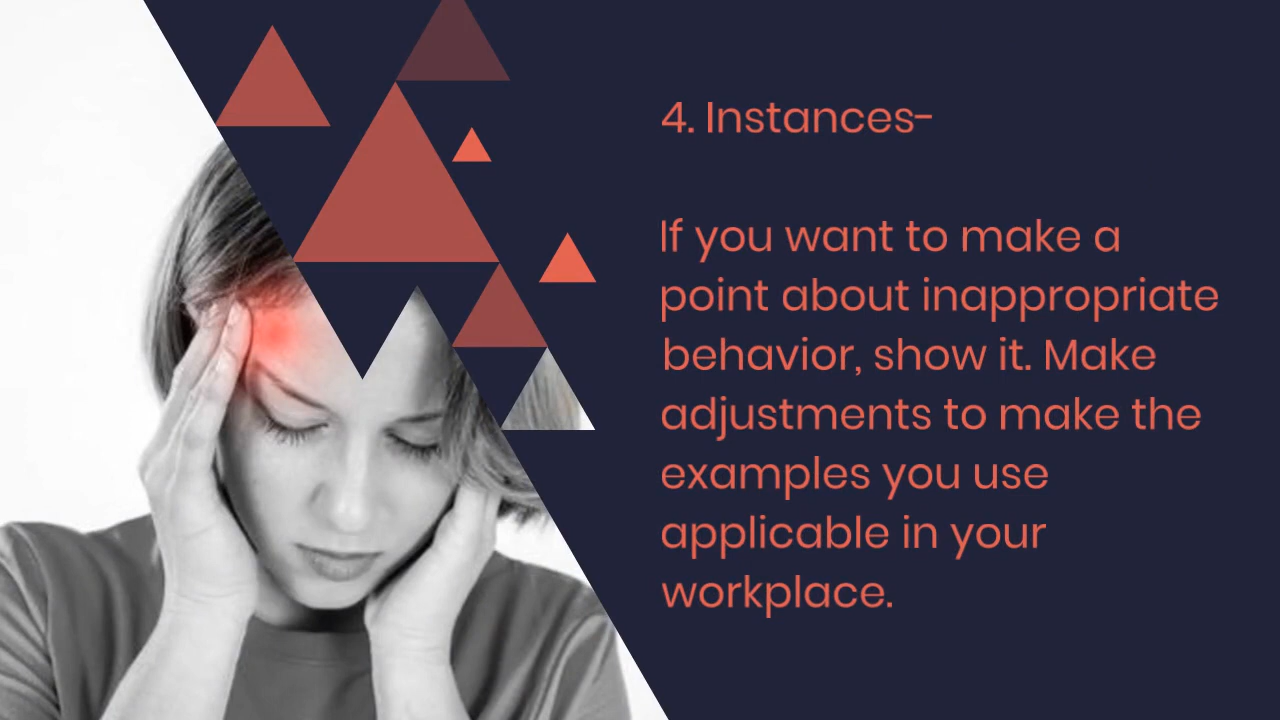 4. Instances-
If you want to make a
point about inappropriate
behavior, show it. Make
adjustments to make the
examples you use
applicable in your
workplace.